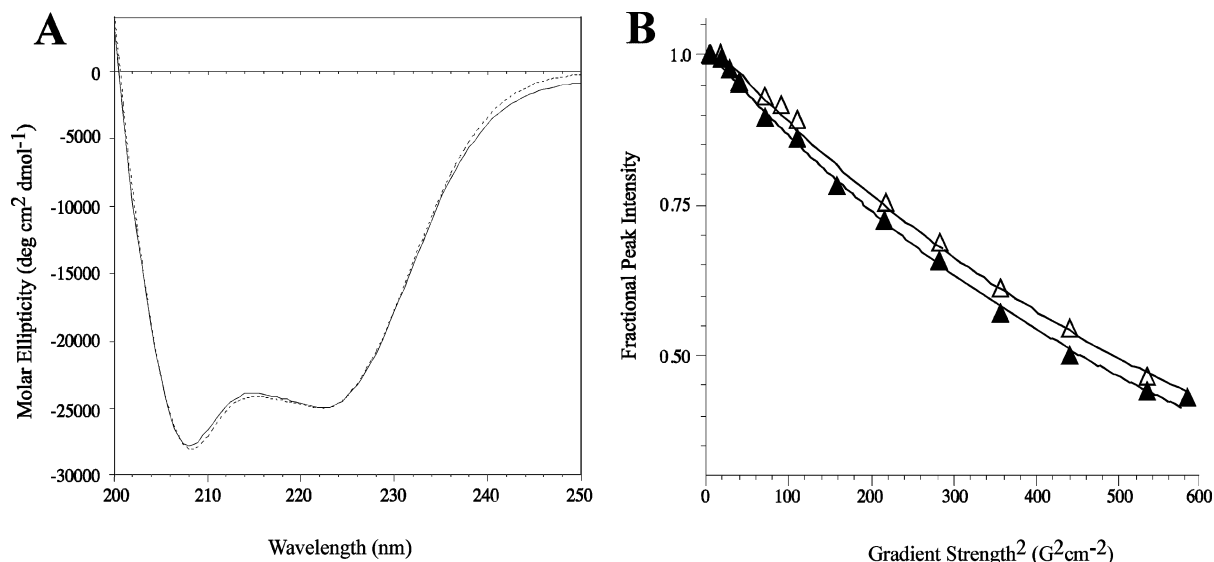 A
0
-5000
-10000
-15000
-20000
-25000
-30000
200 210 220 230 240 250
Molar Ellipticity (deg cm2 dmol-1)
Wavelength (nm)
B
1.0
0.75
0.50
0 100 200 300 400 500 600
Fractional Peak Intensity
Gradient Strength2 (G2cm-2)